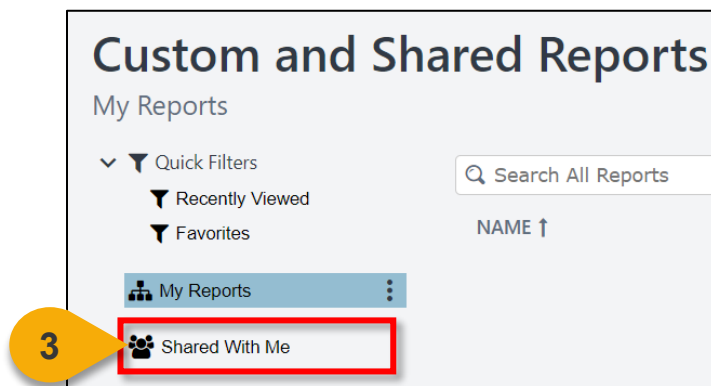 Custom and Shared Reports
My Reports
Quick Filters
Recently Viewed
Favorites
Search All Reports
NAME ↑
My Reports
3
Shared With Me